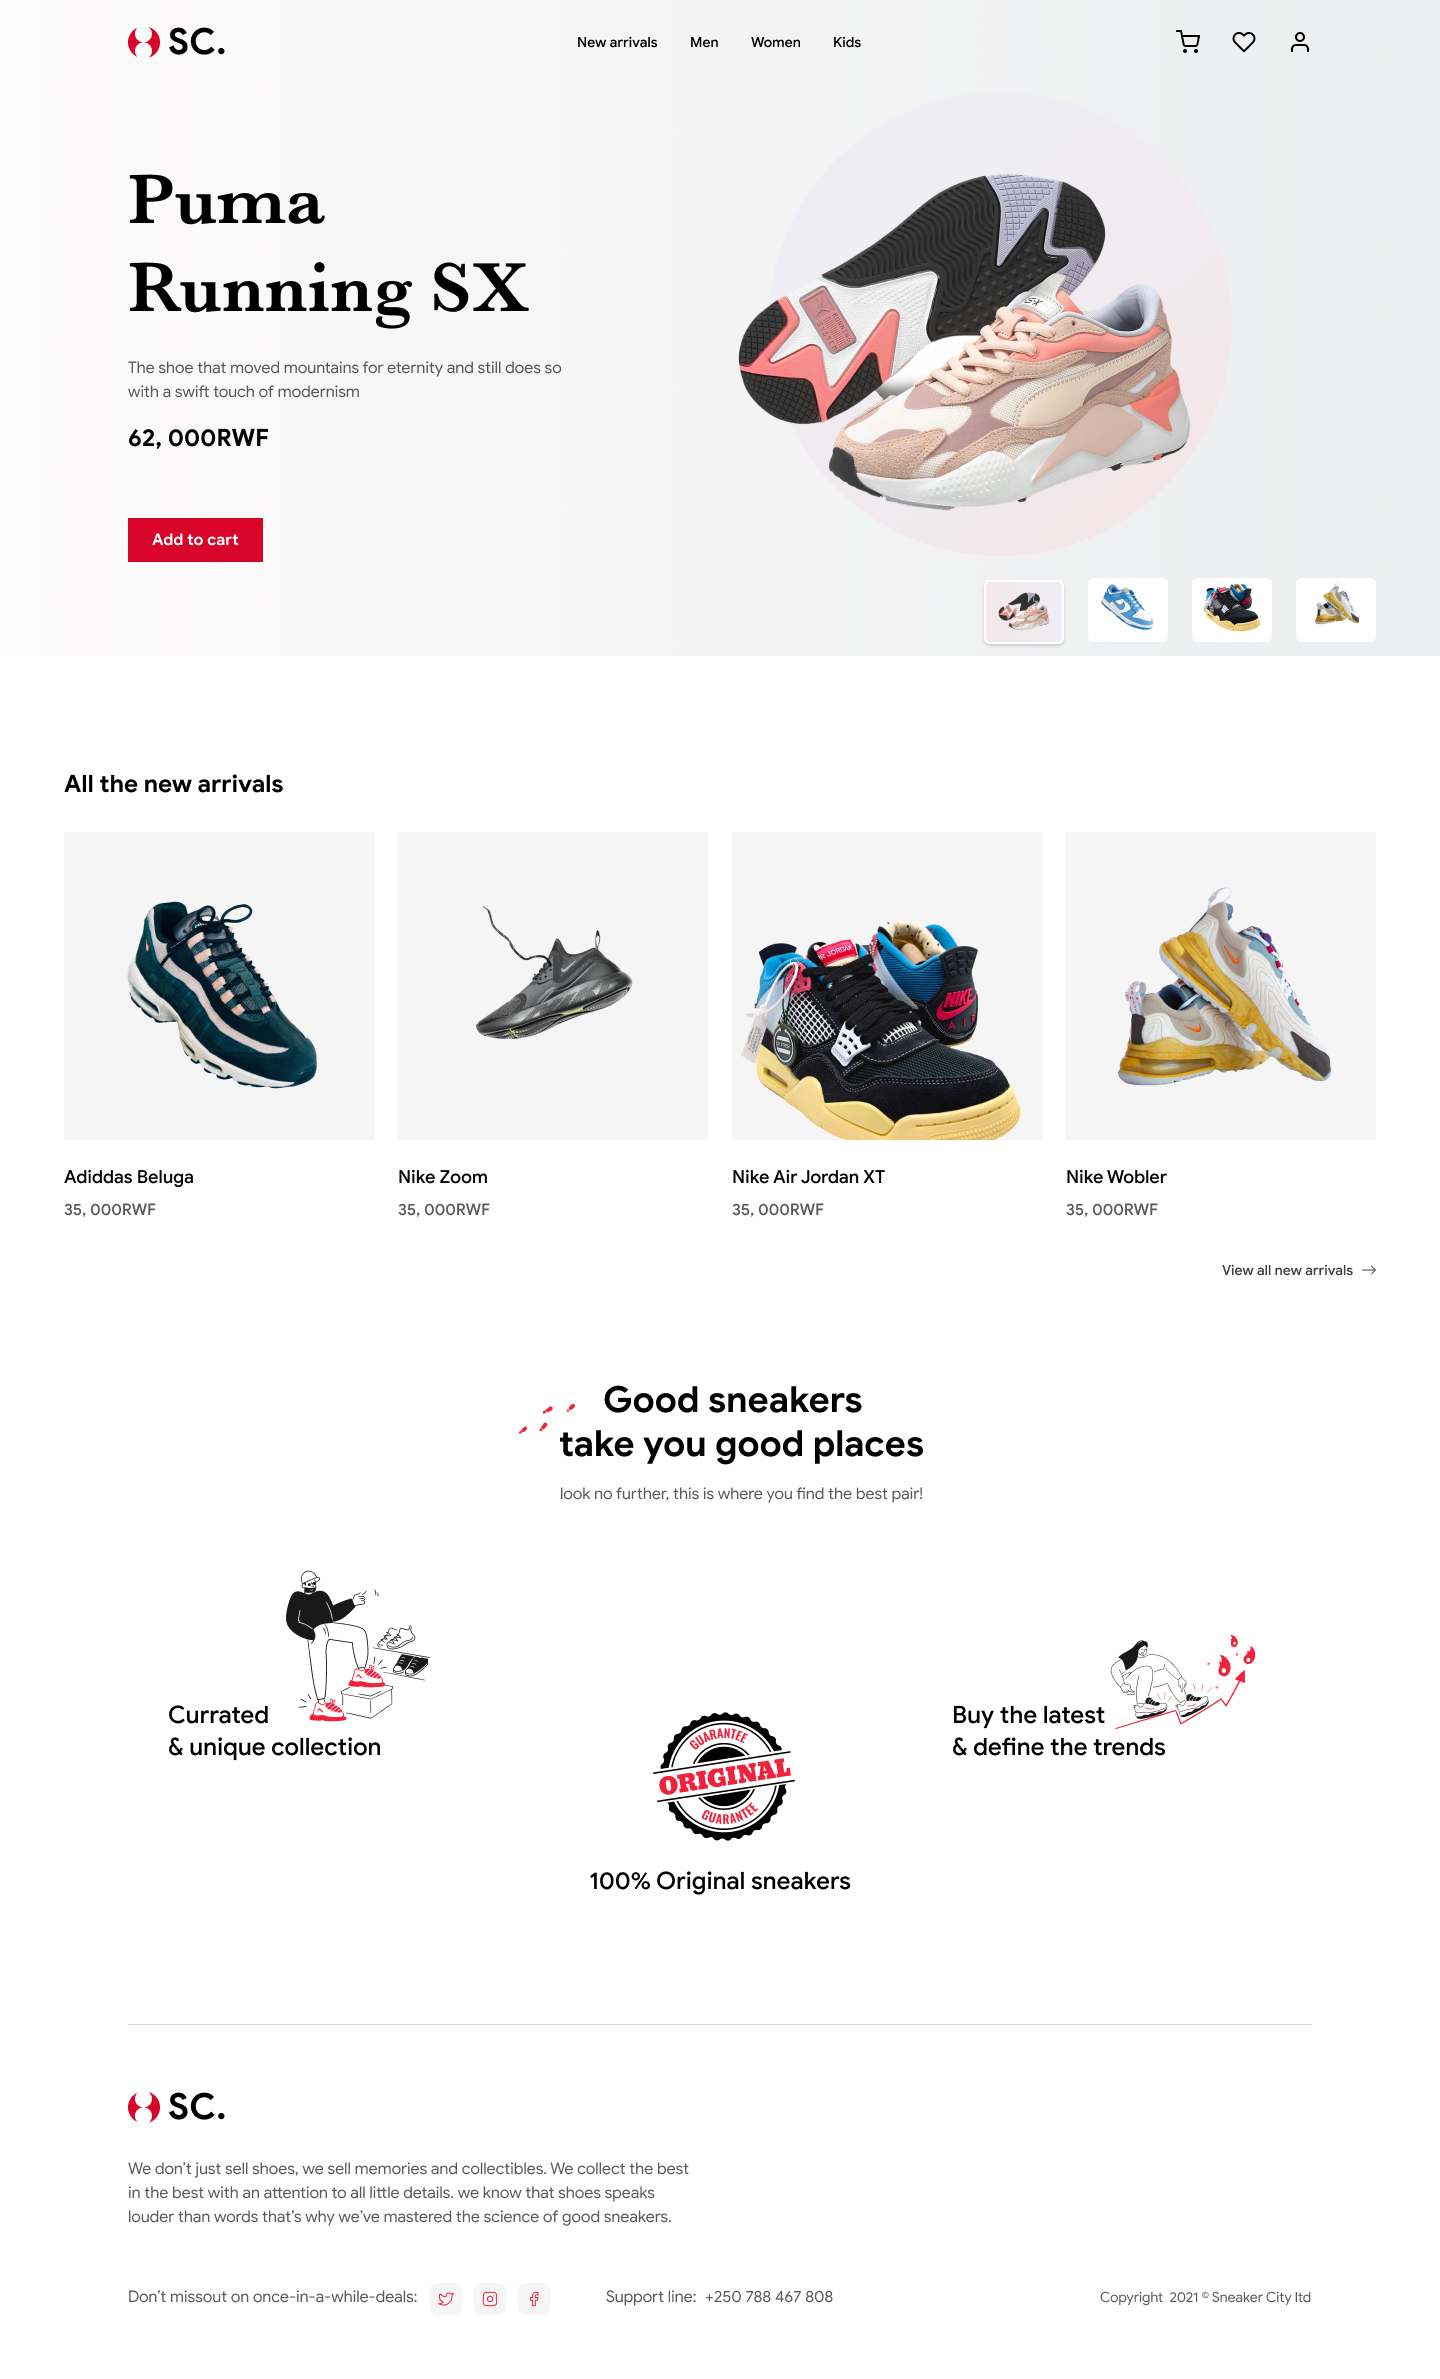 SC.
New arrivals Men Women Kids
Puma
Running SX
The shoe that moved mountains for eternity and still does so
with a swift touch of modernism
62, 000RWF
Add to cart
All the new arrivals
NIKE
AIR
Adiddas Beluga
35, 000RWF
Nike Zoom
35, 000RWF
Nike Air Jordan XT
35, 000RWF
Nike Wobler
35, 000RWF
View all new arrivals
Good sneakers
take you good places
look no further, this is where you find the best pair!
Currated
& unique collection
GUARANTEE
ORIGINAL
GUARANTEE
100% Original sneakers
Buy the latest
& define the trends
SC.
We don’t just sell shoes, we sell memories and collectibles. We collect the best
in the best with an attention to all little details. we know that shoes speaks
louder than words that’s why we’ve mastered the science of good sneakers.
Don’t missout on once-in-a-while-deals:
Support line: +250 788 467 808
Copyright 2021 © Sneaker City ltd